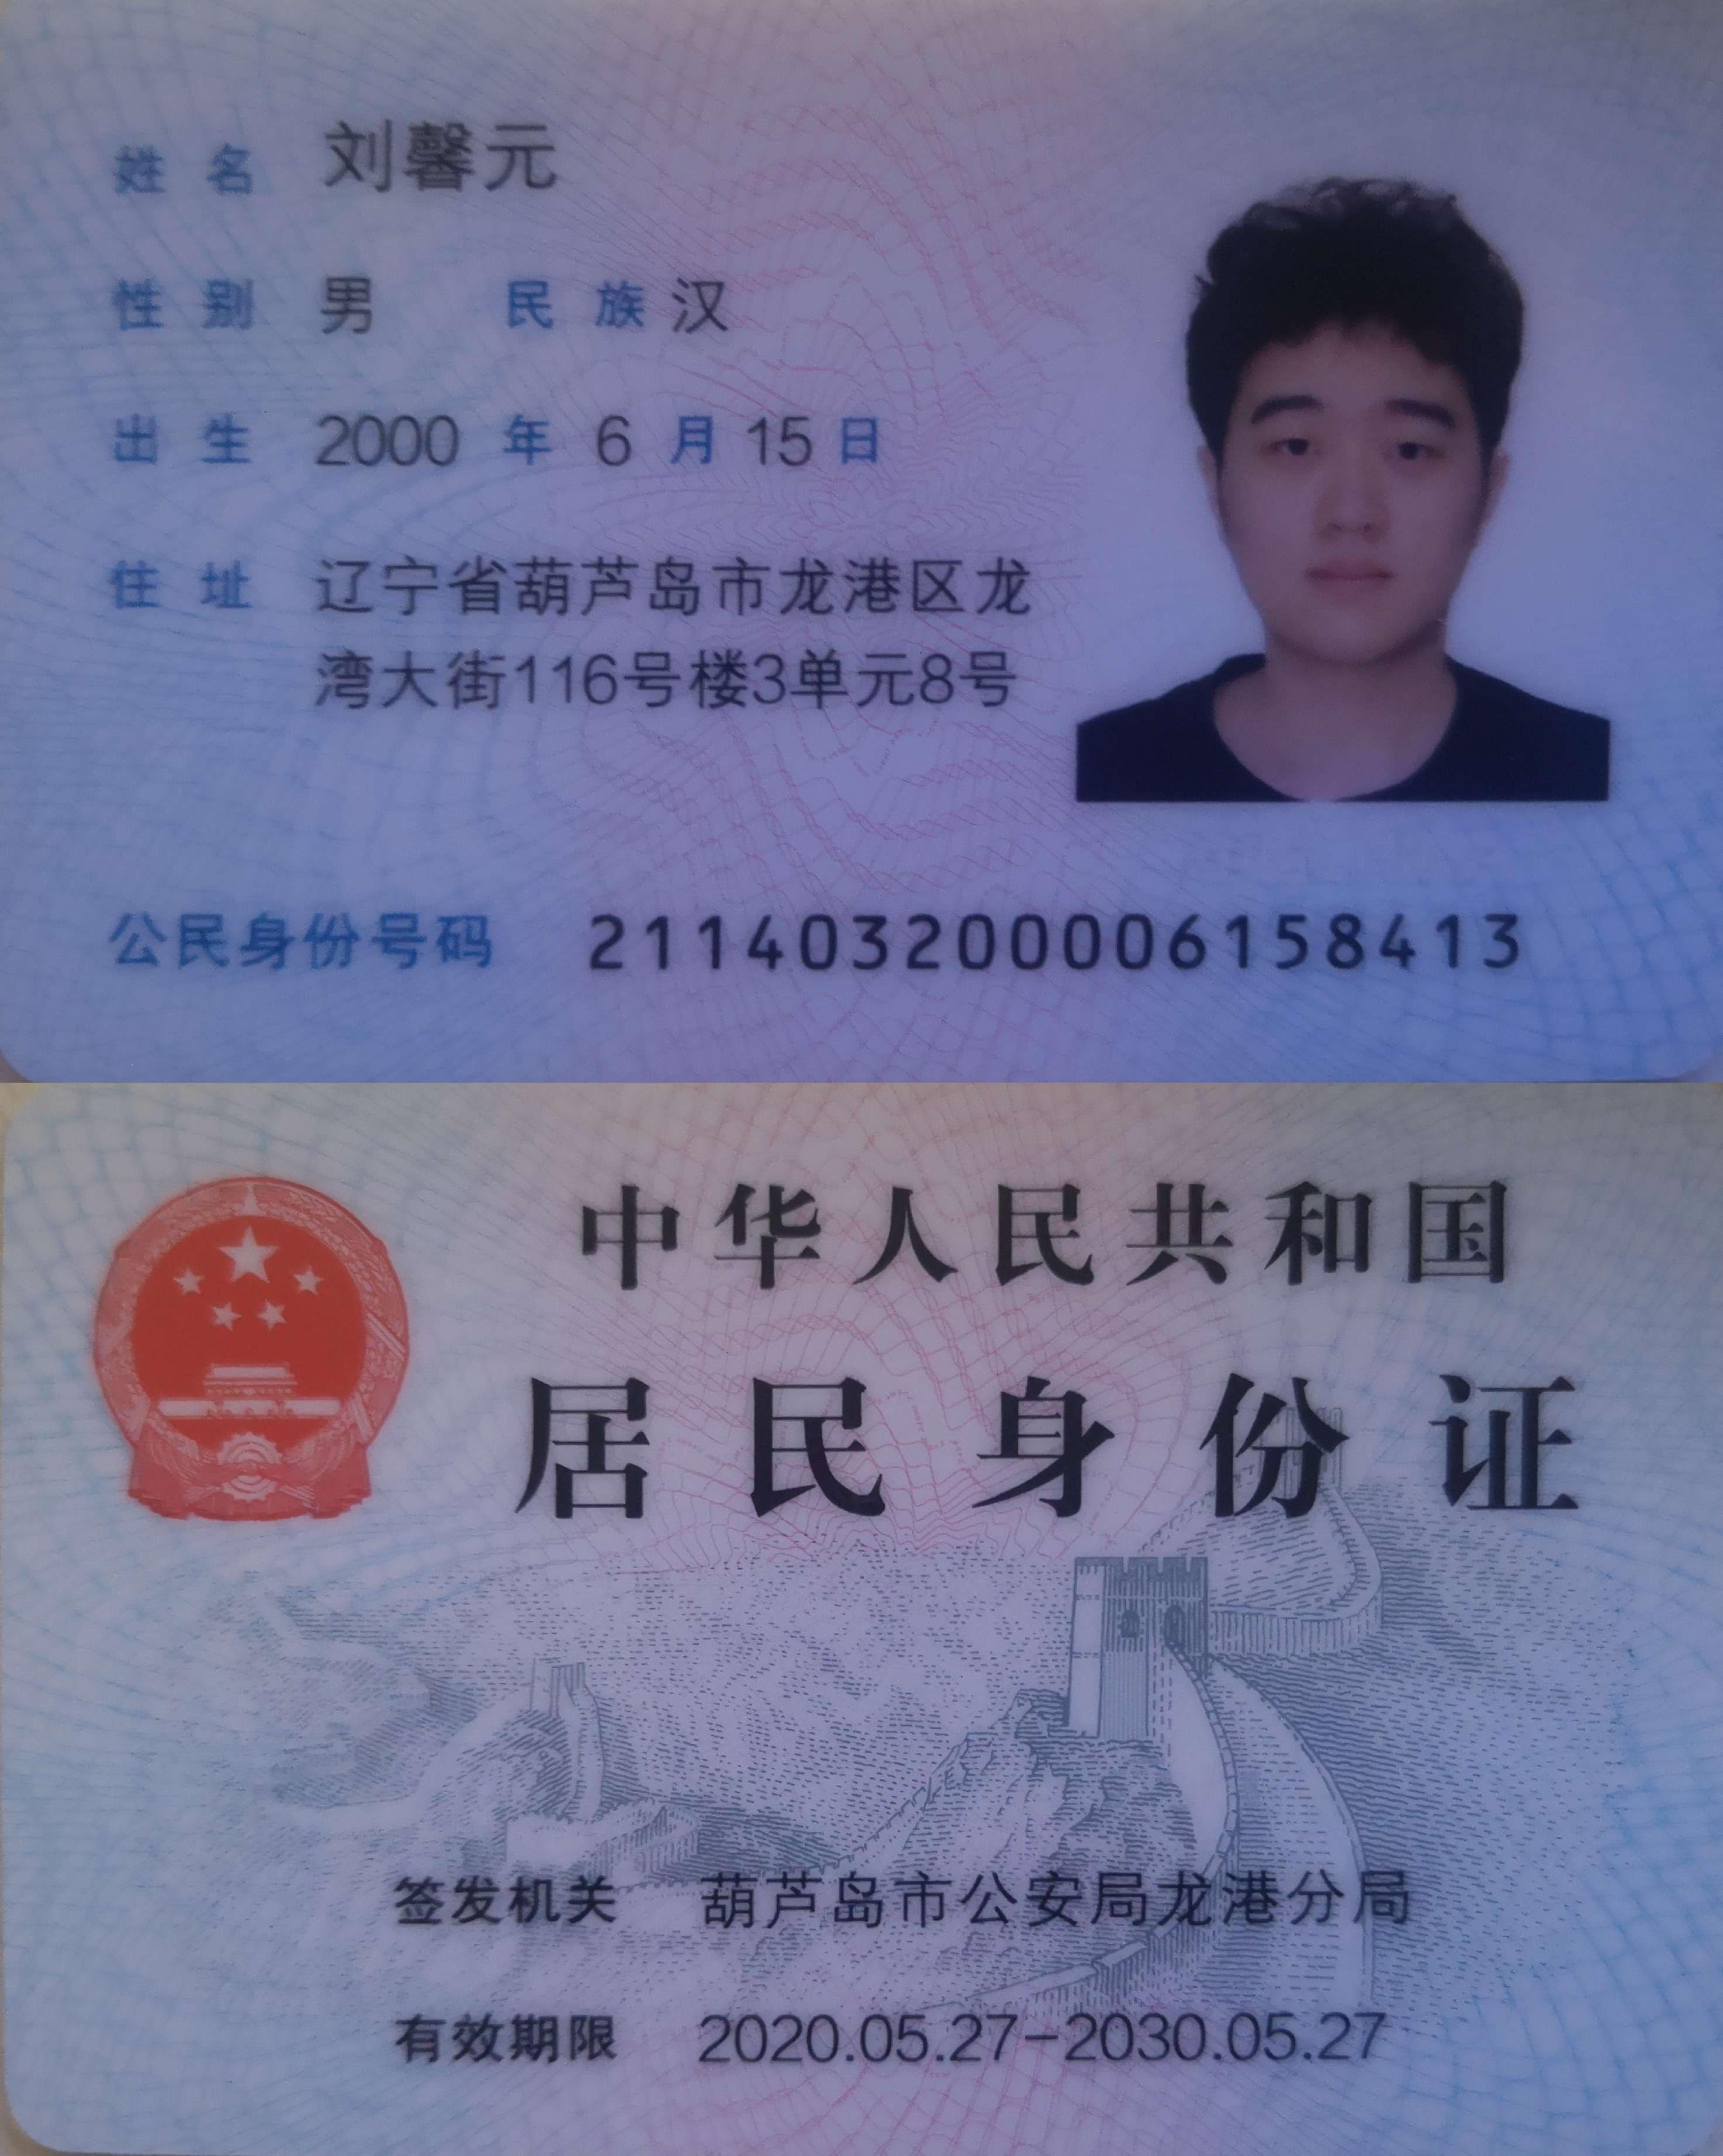 姓名 刘馨元
性别 男 民族 汉
出生 2000 年 6 月 15 日
住址 辽宁省葫芦岛市龙港区龙
湾大街116号楼3单元8号
公民身份号码 211403200006158413
中华人民共和国
居民身份证
签发机关 葫芦岛市公安局龙港分局
有效期限 2020.05.27-2030.05.27